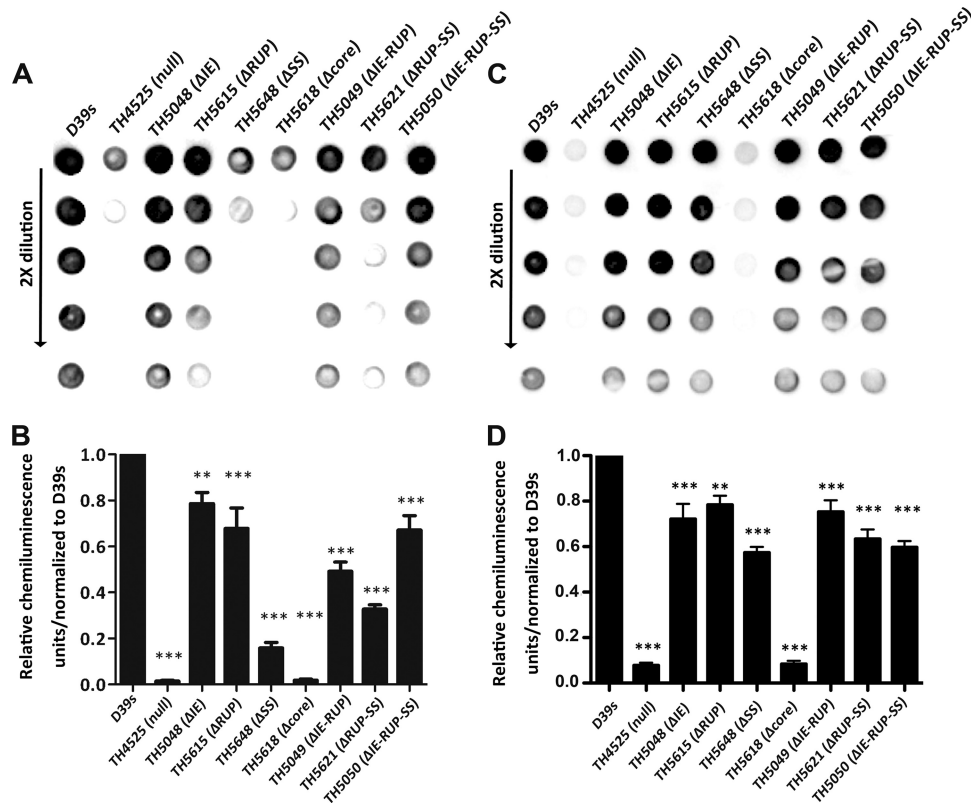 A
D39s
TH4525 (null)
TH5048 (ΔIE)
TH5615 (ΔRUP)
TH5648 (ΔSS)
TH5618 (Δcore)
TH5049 (ΔIE-RUP)
TH5621 (ΔRUP-SS)
TH5050 (ΔIE-RUP-SS)
2X dilution
B
Relative chemiluminescence
units/normalized to D39s
1.0
0.8
0.6
0.4
0.2
0.0
***
**
***
***
***
***
***
***
D39s
TH4525 (null)
TH5048 (ΔIE)
TH5615 (ΔRUP)
TH5648 (ΔSS)
TH5618 (Δcore)
TH5049 (ΔIE-RUP)
TH5621 (ΔRUP-SS)
TH5050 (ΔIE-RUP-SS)
C
D39s
TH4525 (null)
TH5048 (ΔIE)
TH5615 (ΔRUP)
TH5648 (ΔSS)
TH5618 (Δcore)
TH5049 (ΔIE-RUP)
TH5621 (ΔRUP-SS)
TH5050 (ΔIE-RUP-SS)
2X dilution
D
Relative chemiluminescence
units/normalized to D39s
1.0
0.8
0.6
0.4
0.2
0.0
***
***
**
***
***
***
***
***
D39s
TH4525 (null)
TH5048 (ΔIE)
TH5615 (ΔRUP)
TH5648 (ΔSS)
TH5618 (Δcore)
TH5049 (ΔIE-RUP)
TH5621 (ΔRUP-SS)
TH5050 (ΔIE-RUP-SS)